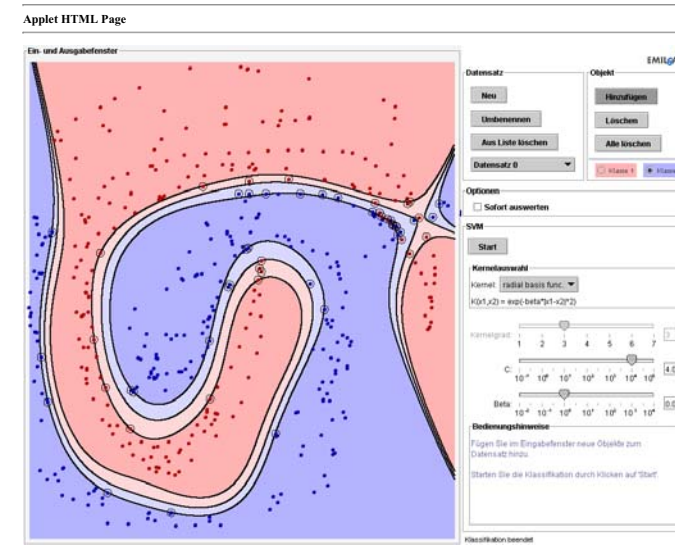 Applet HTML Page
Ein- und Ausgabefenster
Datensatz
Neu
Umbenennen
Aus Liste löschen
Datensatz 0
Objekt
Hinzufügen
Löschen
Alle löschen
Klasse 1
Optionen
Sofort auswerten
SVM
Start
Kernelauswahl
Kernel: radial basis func.
K(x1,x2) = exp(-beta*|x1-x2|^2)
Kernelgrad:
1 2 3 4 5 6 7
C:
Beta:
Bedienungshinweise
Fügen Sie im Eingabefenster neue Objekte zum
Datensatz hinzu.
Starten Sie die Klassifikation durch Klicken auf 'Start'.
Klassifikation beendet